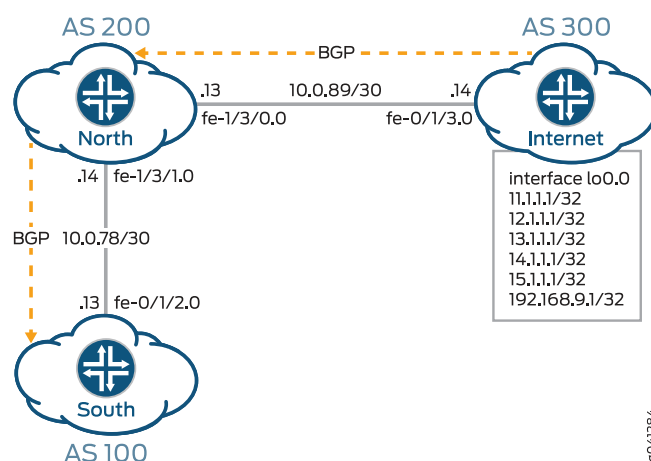 AS 200
AS 300
BGP
.13
10.0.89/30
.14
fe-1/3/0.0
fe-0/1/3.0
North
Internet
.14
fe-1/3/1.0
interface lo0.0
11.1.1.1/32
12.1.1.1/32
13.1.1.1/32
14.1.1.1/32
15.1.1.1/32
192.168.9.1/32
BGP
10.0.78/30
.13
fe-0/1/2.0
South
AS 100